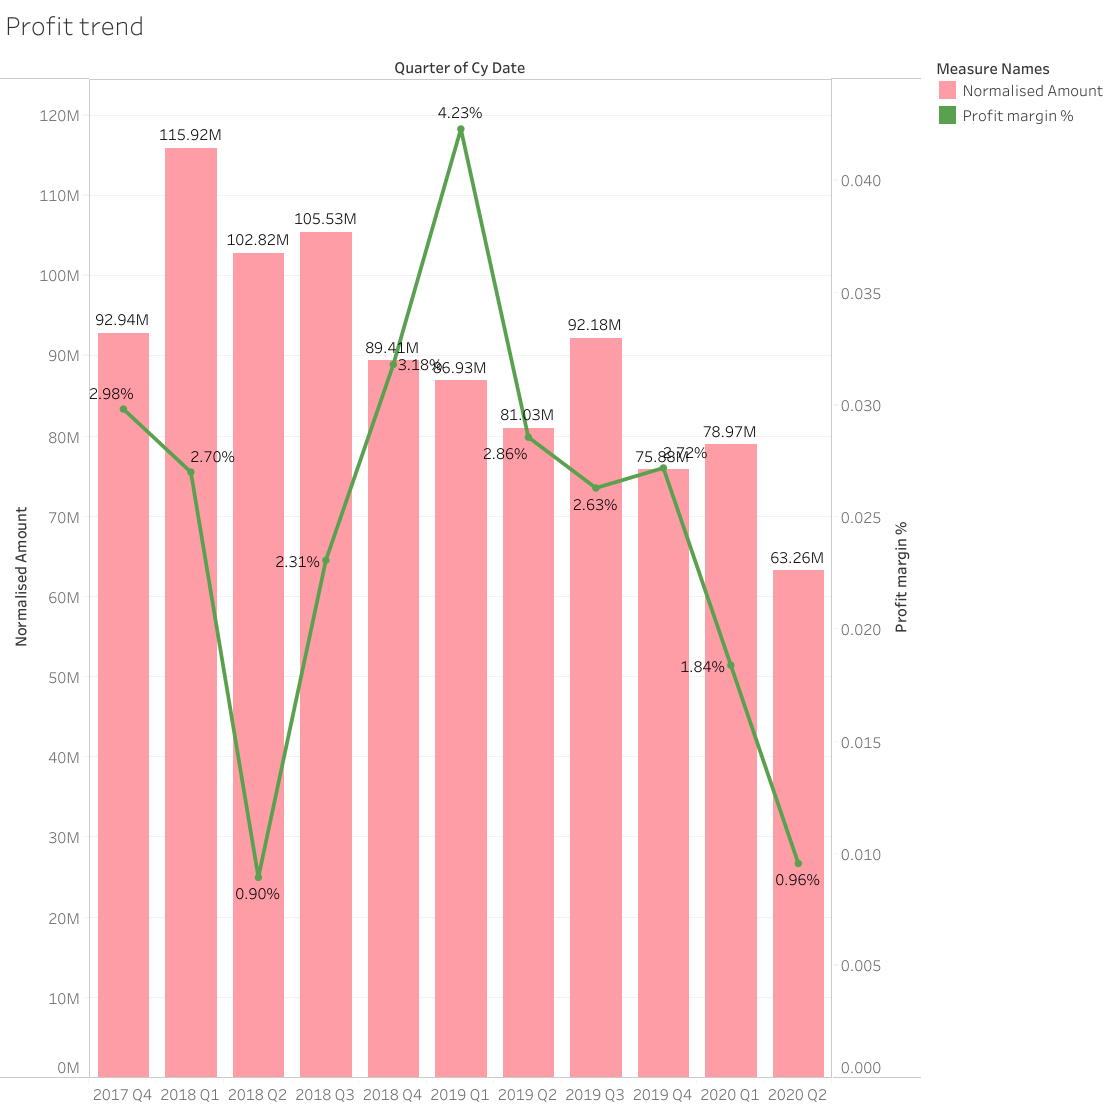 Profit trend
Quarter of Cy Date
Measure Names
Normalised Amount
Profit margin %
120M
110M
100M
90M
80M
70M
60M
50M
40M
30M
20M
10M
0M
Normalised Amount
92.94M
115.92M
102.82M
105.53M
89.41M
86.93M
81.03M
92.18M
75.88M
78.97M
63.26M
2.98%
2.70%
0.90%
2.31%
3.18%
4.23%
2.86%
2.63%
2.72%
1.84%
0.96%
0.040
0.035
0.030
0.025
0.020
0.015
0.010
0.005
0.000
Profit margin %
2017 Q4 2018 Q1 2018 Q2 2018 Q3 2018 Q4 2019 Q1 2019 Q2 2019 Q3 2019 Q4 2020 Q1 2020 Q2